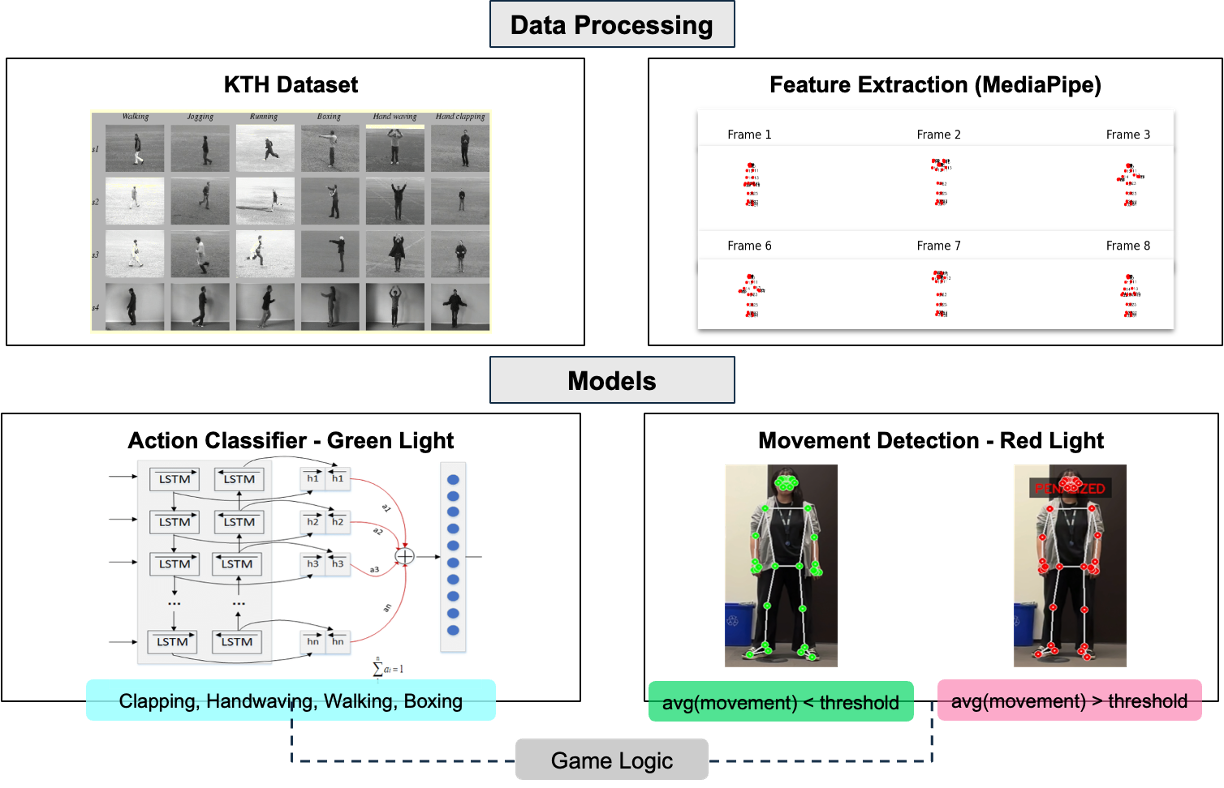 Data Processing
KTH Dataset
Walking Jogging Running Boxing Hand waving Hand clapping
s1
s2
s3
s4
Feature Extraction (MediaPipe)
Frame 1 Frame 2 Frame 3
Frame 6 Frame 7 Frame 8
Models
Action Classifier - Green Light
LSTM LSTM h1 h1
a1
LSTM LSTM h2 h2
a2
LSTM LSTM h3 h3
a3
... ...
an
LSTM LSTM hn hn
∑ai=1
Clapping, Handwaving, Walking, Boxing
Movement Detection - Red Light
avg(movement) < threshold
avg(movement) > threshold
Game Logic